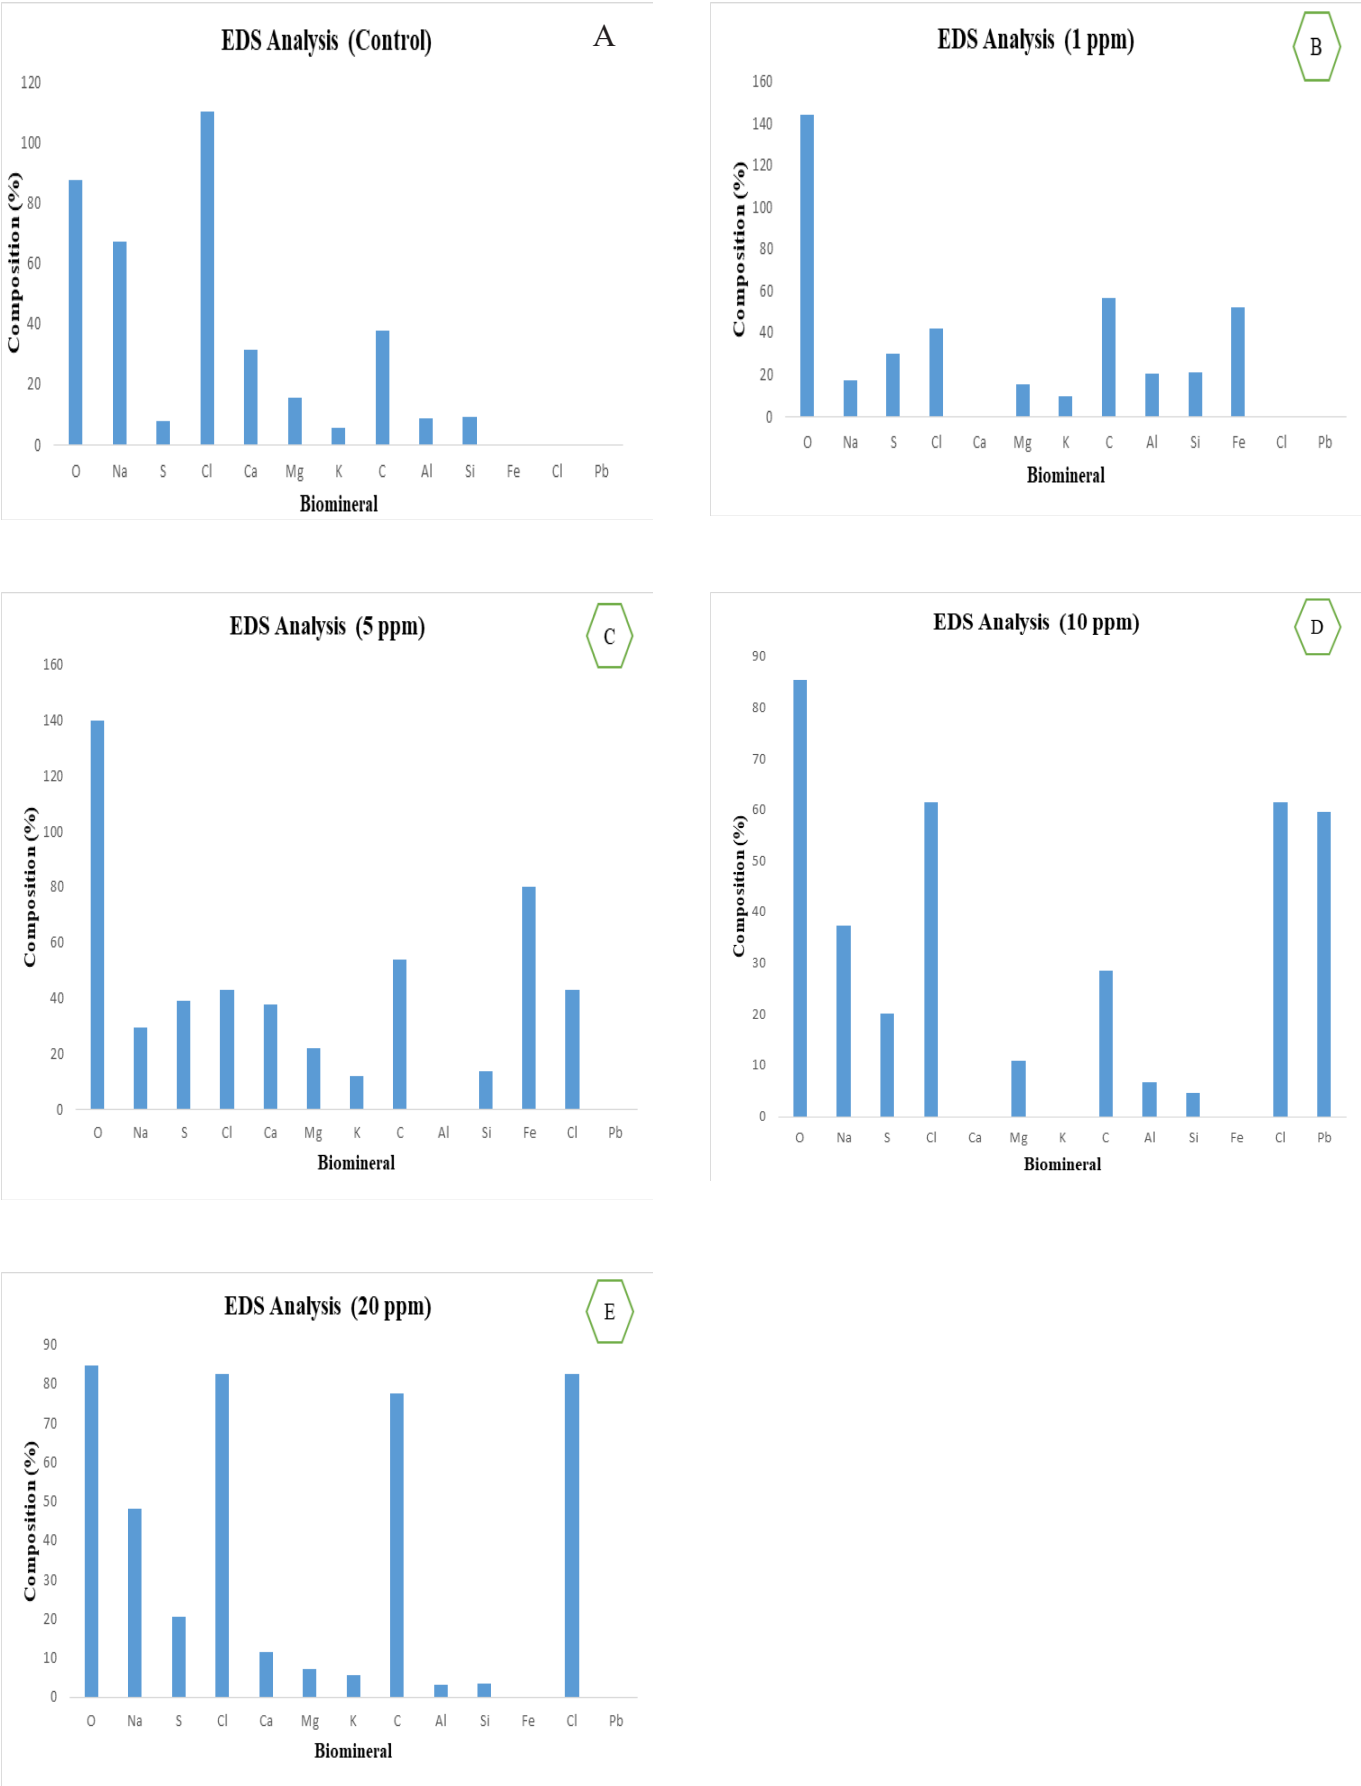 EDS Analysis (Control)
A
120
100
80
60
40
20
0
Composition (%)
O Na S Cl Ca Mg K C Al Si Fe Cl Pb
Biomineral
EDS Analysis (1 ppm)
B
160
140
120
100
80
60
40
20
0
Composition (%)
O Na S Cl Ca Mg K C Al Si Fe Cl Pb
Biomineral
EDS Analysis (5 ppm)
C
160
140
120
100
80
60
40
20
0
Composition (%)
O Na S Cl Ca Mg K C Al Si Fe Cl Pb
Biomineral
EDS Analysis (10 ppm)
D
90
80
70
60
50
40
30
20
10
0
Composition (%)
O Na S Cl Ca Mg K C Al Si Fe Cl Pb
Biomineral
EDS Analysis (20 ppm)
E
90
80
70
60
50
40
30
20
10
0
Composition (%)
O Na S Cl Ca Mg K C Al Si Fe Cl Pb
Biomineral